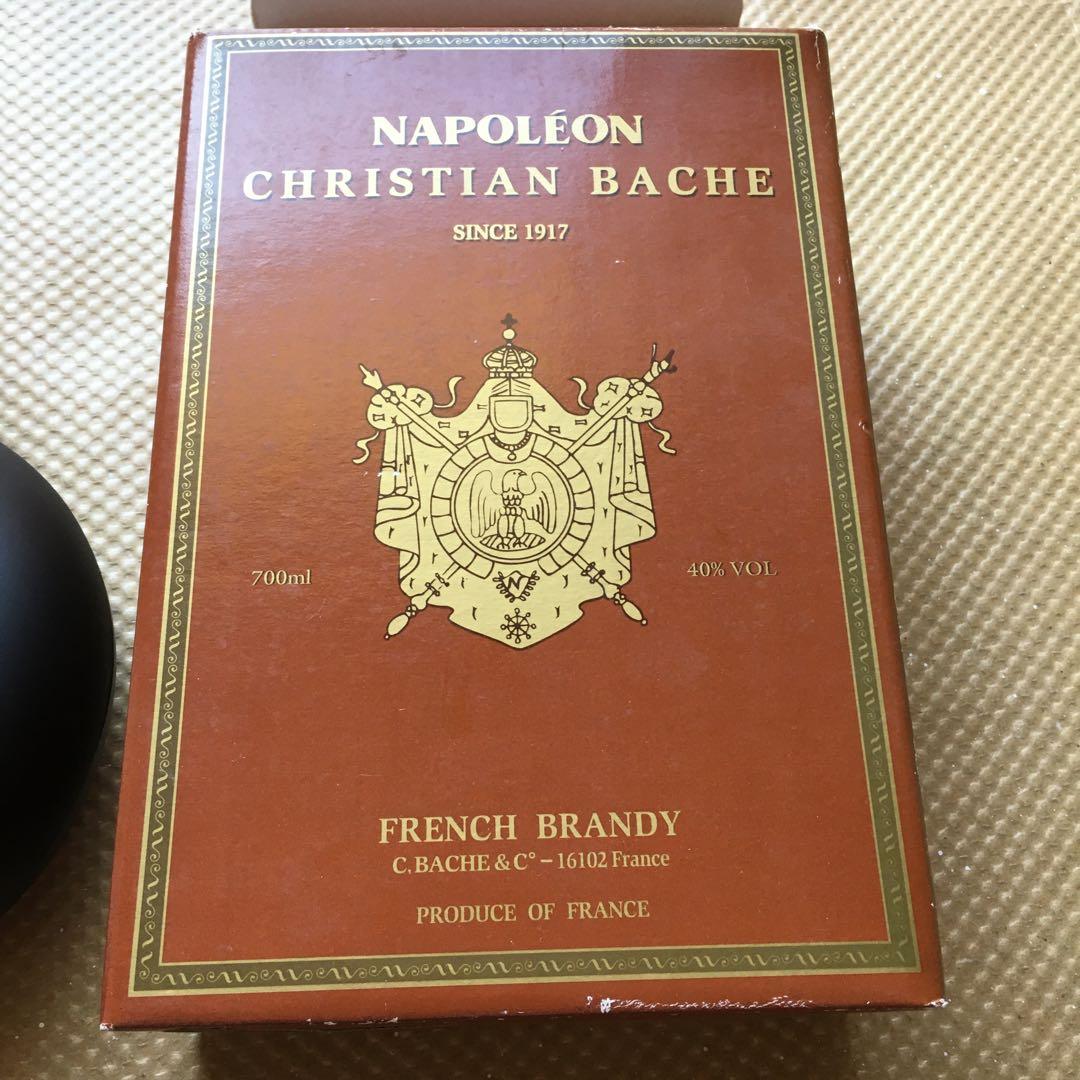 NAPOLÉON
CHRISTIAN BACHE
SINCE 1917
N
700ml
40% VOL
FRENCH BRANDY
C. BACHE & C° – 16102 France
PRODUCE OF FRANCE